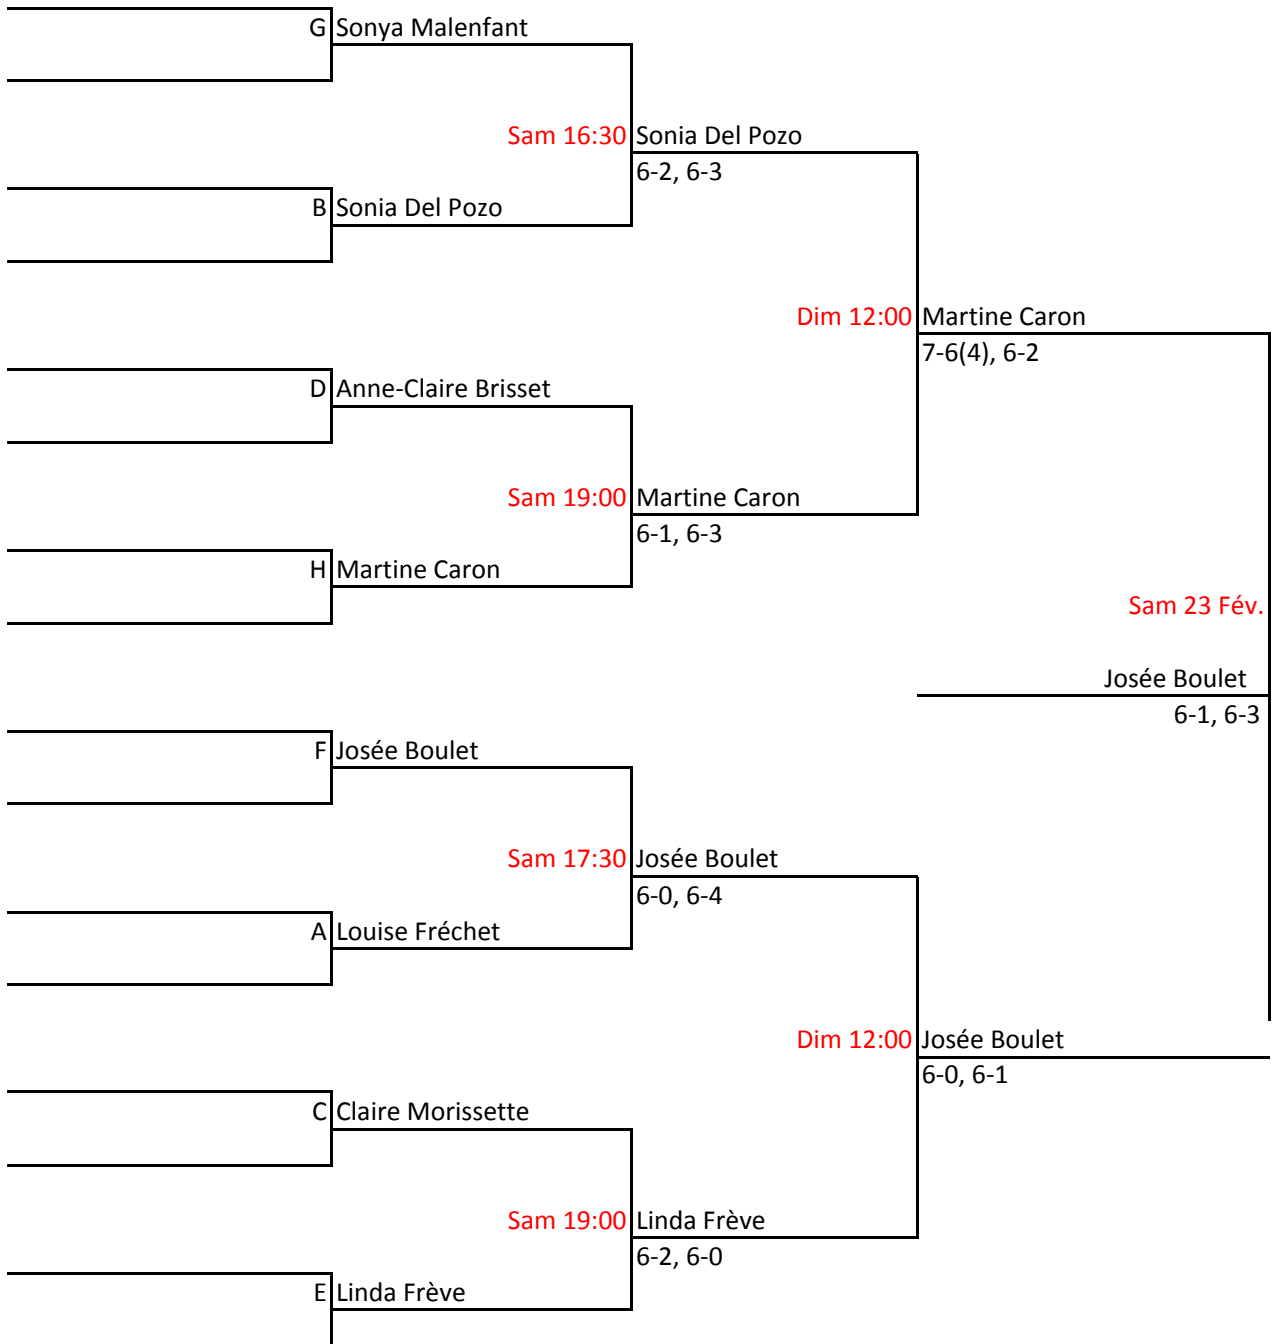 G Sonya Malenfant
Sam 16:30 Sonia Del Pozo
6-2, 6-3
B Sonia Del Pozo
Dim 12:00 Martine Caron
7-6(4), 6-2
D Anne-Claire Brisset
Sam 19:00 Martine Caron
6-1, 6-3
H Martine Caron
Sam 23 Fév.
Josée Boulet
6-1, 6-3
F Josée Boulet
Sam 17:30 Josée Boulet
6-0, 6-4
A Louise Fréchet
Dim 12:00 Josée Boulet
6-0, 6-1
C Claire Morissette
Sam 19:00 Linda Frève
6-2, 6-0
E Linda Frève